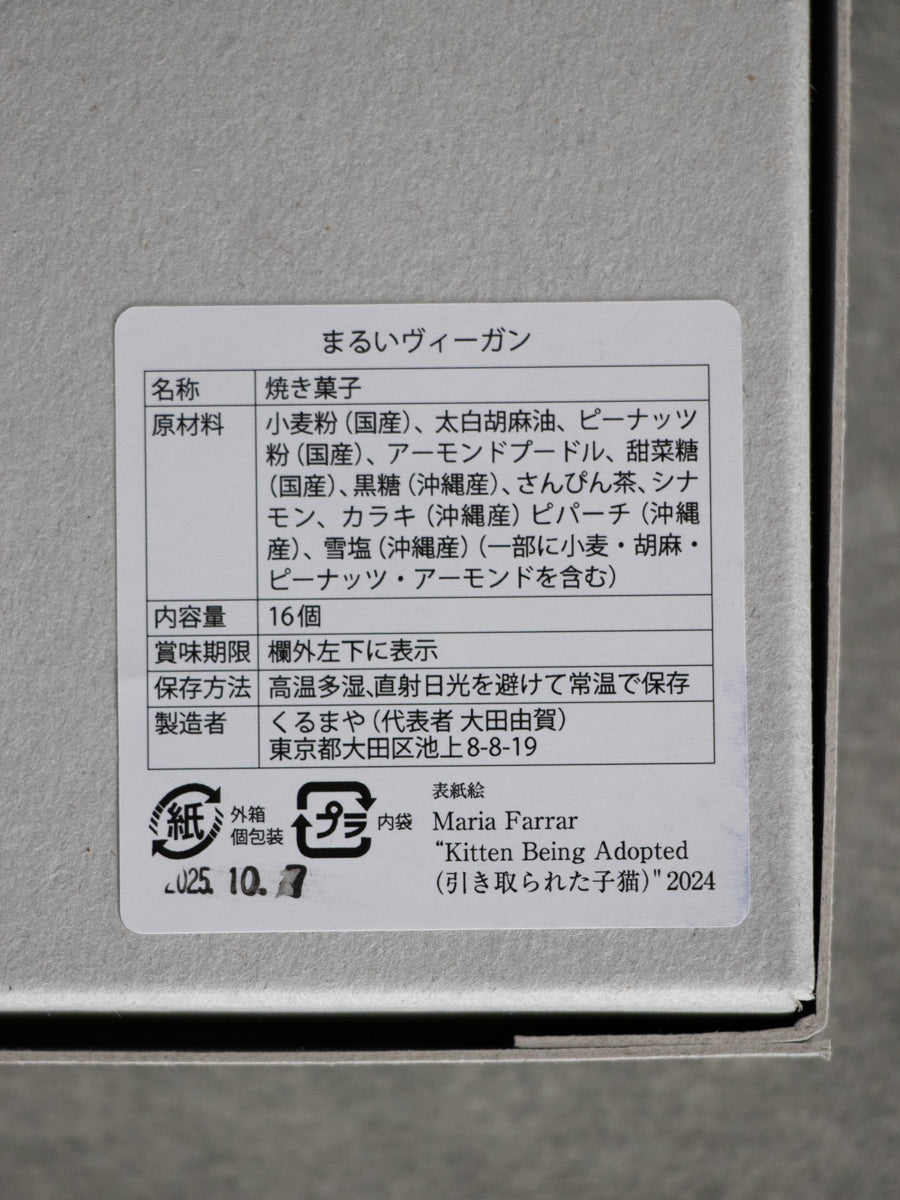 まるいヴィーガン
名称 焼き菓子
原材料 小麦粉（国産）、太白胡麻油、ピーナッツ
粉（国産）、アーモンドプードル、甜菜糖
（国産）、黒糖（沖縄産）、さんぴん茶、シナ
モン、カラキ（沖縄産）ピパーチ（沖縄
産）、雪塩（沖縄産）（一部に小麦・胡麻・
ピーナッツ・アーモンドを含む）
内容量 16個
賞味期限 欄外左下に表示
保存方法 高温多湿、直射日光を避けて常温で保存
製造者 くるまや（代表者 大田由賀）
東京都大田区池上8-8-19
紙 外箱
個包装
プラ 内袋
2025. 10. 7
表紙絵
Maria Farrar
“Kitten Being Adopted
(引き取られた子猫)" 2024